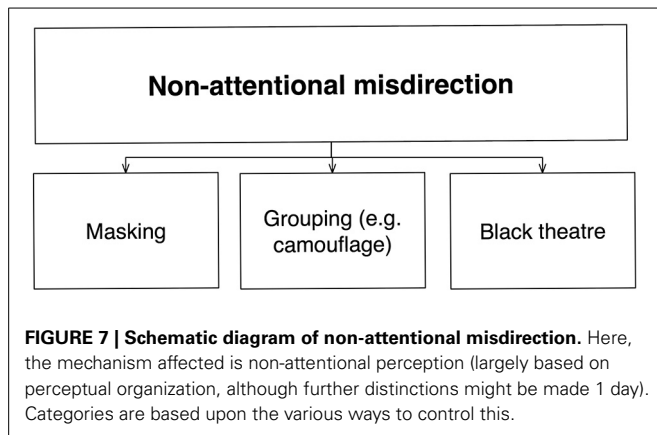 Non-attentional misdirection
Masking
Grouping (e.g.
camouflage)
Black theatre
FIGURE 7 | Schematic diagram of non-attentional misdirection. Here,
the mechanism affected is non-attentional perception (largely based on
perceptual organization, although further distinctions might be made 1 day).
Categories are based upon the various ways to control this.